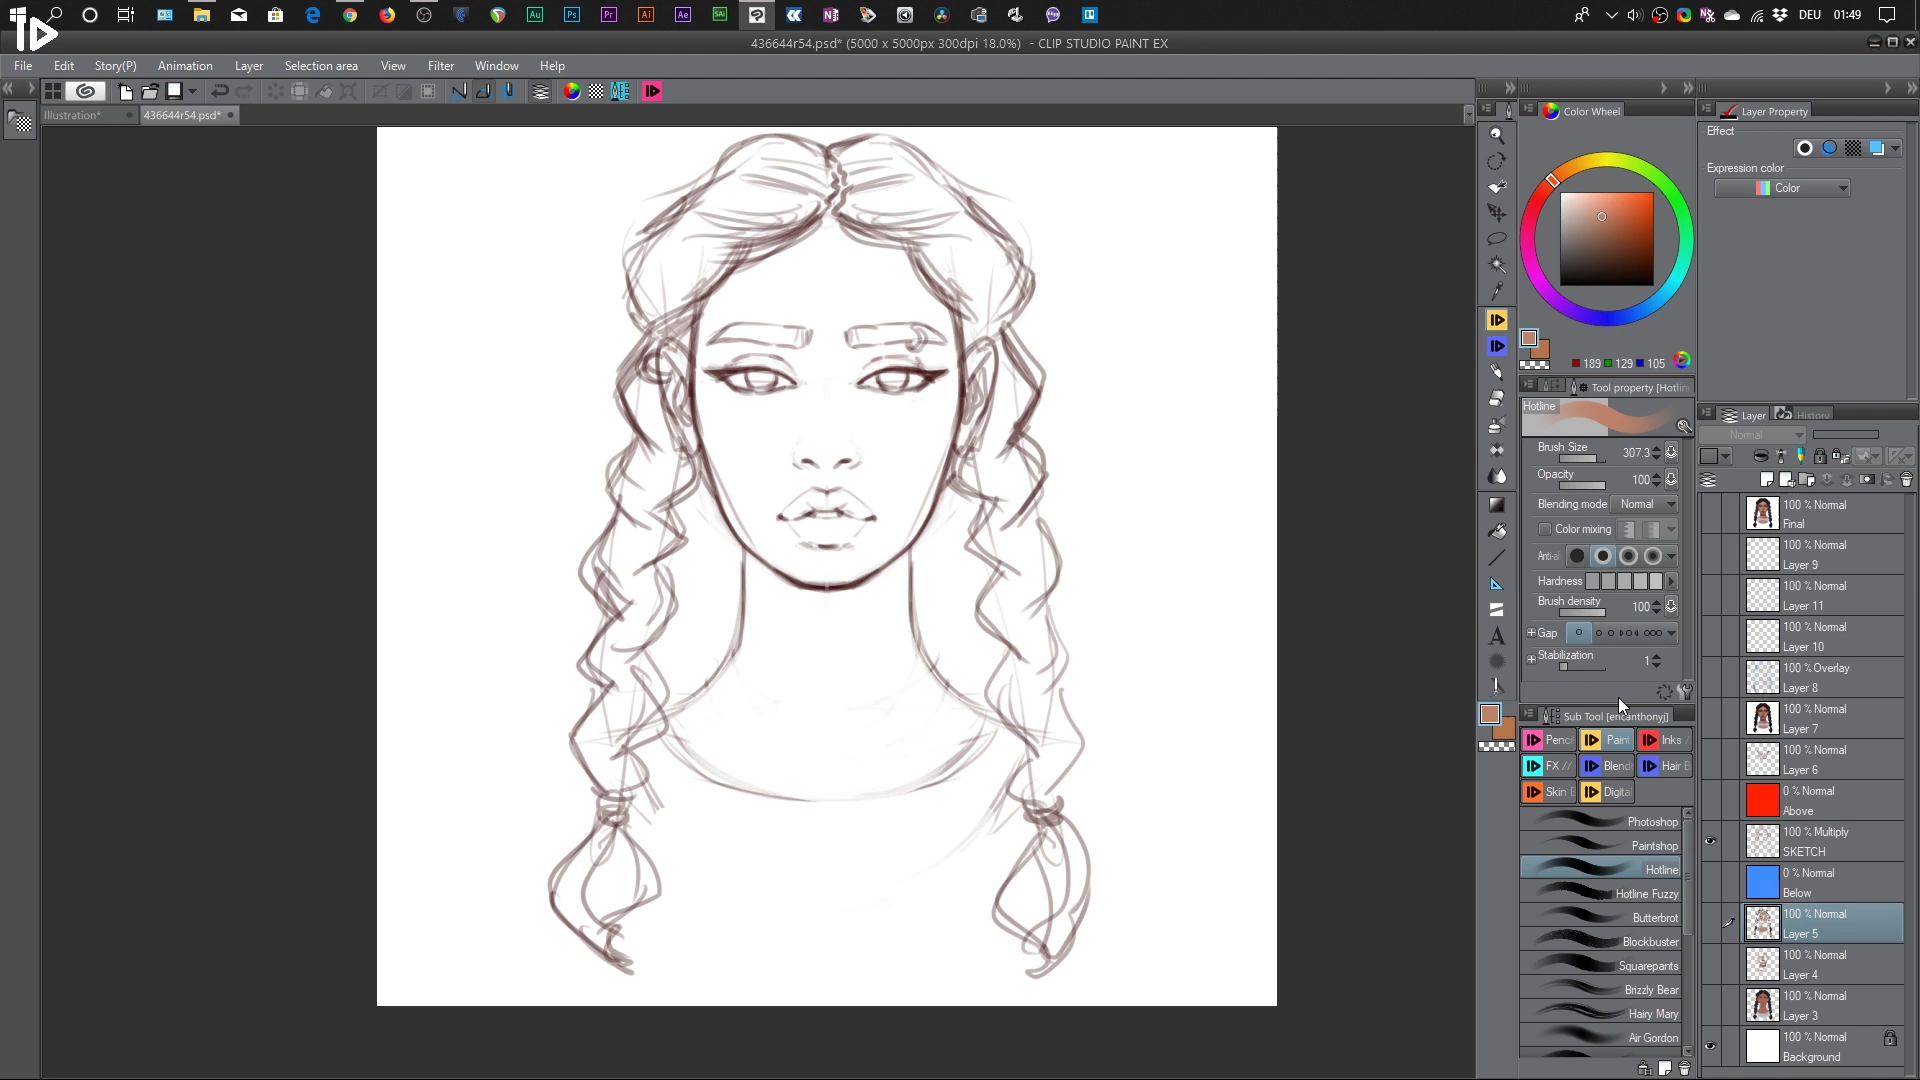 DEU 01:49
436644r54.psd* (5000 x 5000px 300dpi 18.0%) - CLIP STUDIO PAINT EX
File Edit Story(P) Animation Layer Selection area View Filter Window Help
Illustration* 436644r54.psd*
Color Wheel
189 129 105
Tool property [Hotlin
Hotline
Brush Size 307.3
Opacity 100
Blending mode Normal
Color mixing
Anti-al
Hardness
Brush density 100
Gap
Stabilization 1
Sub Tool [encanthonyj]
Penci Paint Inks /
FX // Blend Hair B
Skin B Digital
Photoshop
Paintshop
Hotline
Hotline Fuzzy
Butterbrot
Blockbuster
Squarepants
Brizzly Bear
Hairy Mary
Air Gordon
Layer Property
Effect
Expression color
Color
Layer History
Normal
100 % Normal
Final
100 % Normal
Layer 9
100 % Normal
Layer 11
100 % Normal
Layer 10
100 % Overlay
Layer 8
100 % Normal
Layer 7
100 % Normal
Layer 6
0 % Normal
Above
100 % Multiply
SKETCH
0 % Normal
Below
100 % Normal
Layer 5
100 % Normal
Layer 4
100 % Normal
Layer 3
100 % Normal
Background